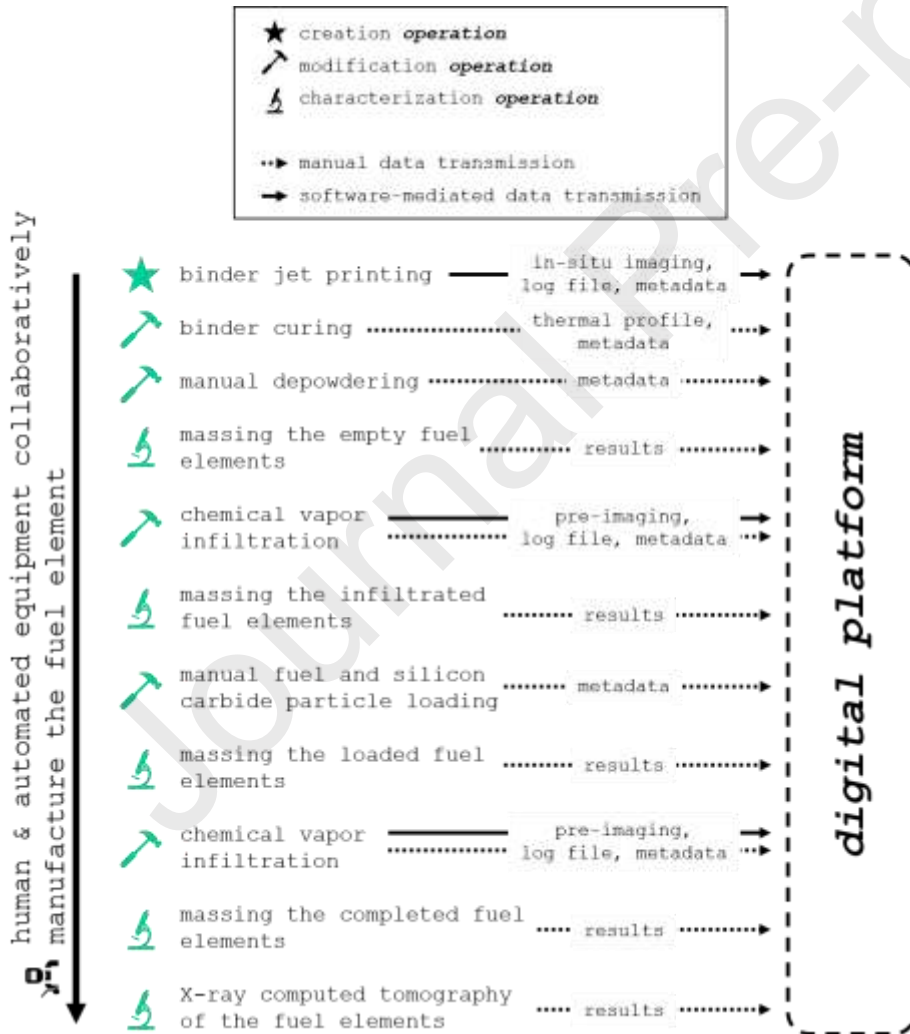 creation operation
modification operation
characterization operation
manual data transmission
software-mediated data transmission
human & automated equipment collaboratively
manufacture the fuel element
binder jet printing
in-situ imaging,
log file, metadata
binder curing
thermal profile,
metadata
manual depowdering
metadata
massing the empty fuel
elements
results
chemical vapor
infiltration
pre-imaging,
log file, metadata
massing the infiltrated
fuel elements
results
manual fuel and silicon
carbide particle loading
metadata
massing the loaded fuel
elements
results
chemical vapor
infiltration
pre-imaging,
log file, metadata
massing the completed fuel
elements
results
X-ray computed tomography
of the fuel elements
results
digital platform
Journal Pre-p